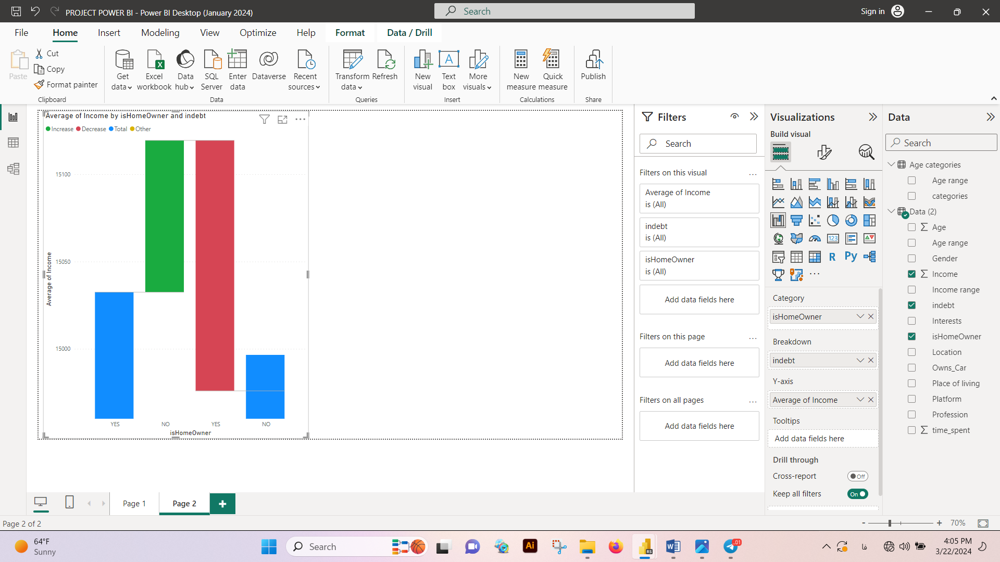 PROJECT POWER BI - Power BI Desktop (January 2024)
Search
Sign in
File
Home
Insert
Modeling
View
Optimize
Help
Format
Data / Drill
Paste
Cut
Copy
Format painter
Clipboard
Get data
Excel workbook
Data hub
SQL Server
Enter data
Dataverse
Recent sources
Data
Transform data
Refresh
Queries
New visual
Text box
More visuals
Insert
New measure
Quick measure
Calculations
Publish
Share
Average of Income by isHomeOwner and indebt
Increase
Decrease
Total
Other
15100
15050
15000
Average of Income
YES
NO
YES
NO
isHomeOwner
Filters
Search
Filters on this visual
Average of Income
is (All)
indebt
is (All)
isHomeOwner
is (All)
Add data fields here
Filters on this page
Add data fields here
Filters on all pages
Add data fields here
Visualizations
Build visual
123
R
Py
Category
isHomeOwner
Breakdown
indebt
Y-axis
Average of Income
Tooltips
Add data fields here
Drill through
Cross-report
Off
Keep all filters
On
Data
Search
Age categories
Age range
categories
Data (2)
Age
Age range
Gender
Income
Income range
indebt
Interests
isHomeOwner
Location
Owns_Car
Place of living
Platform
Profession
time_spent
Page 1
Page 2
Page 2 of 2
70%
64°F
Sunny
Search
Ai
RS
W
.01
فا
4:05 PM
3/22/2024